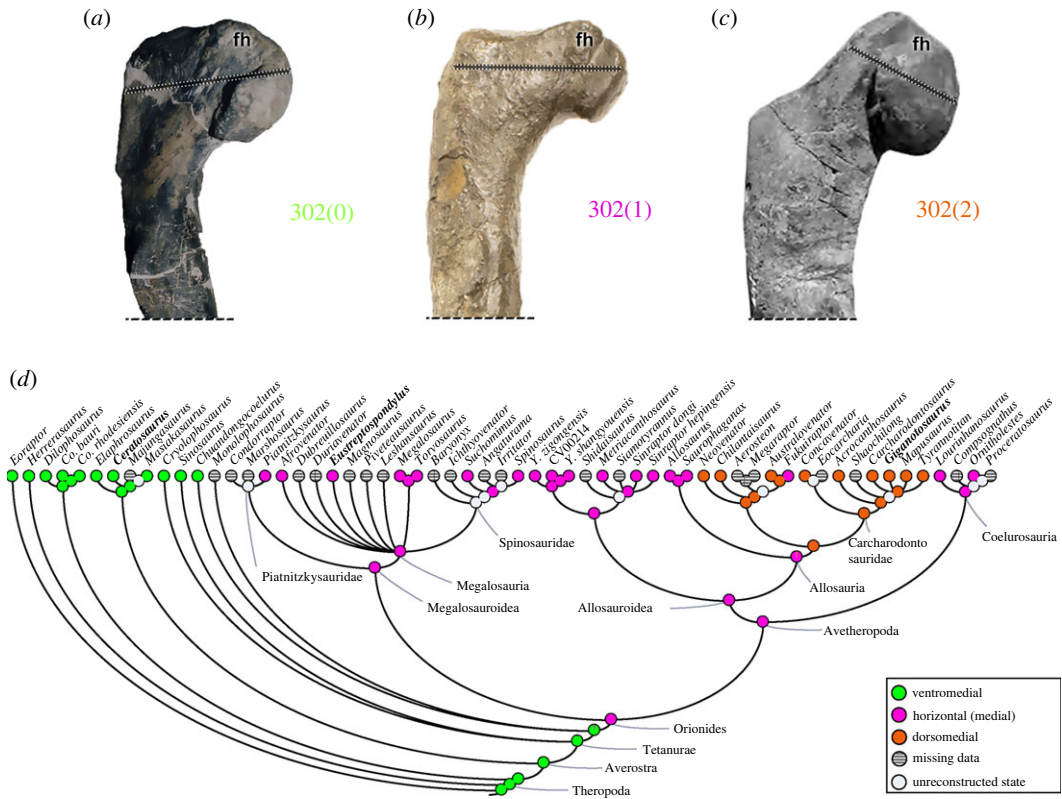 (a)
fh
302(0)
(b)
fh
302(1)
(c)
fh
302(2)
(d)
Eoraptor
Herrerasaurus
Dilophosaurus
Co. bauri
Co. rhodesiensis
Elaphrosaurus
Ceratosaurus
Majungasaurus
Masiakasaurus
Cryolophosaurus
Sinosaurus
Chuandongocoelurus
Monolophosaurus
Condorraptor
Marshosaurus
Piatnitzkysaurus
Afrovenator
Dubreuillosaurus
Duriavenator
Eustreptospondylus
Magnosaurus
Piveteausaurus
Leshansaurus
Megalosaurus
Torvosaurus
Baryonyx
Ichthyovenator
Suchomimus
Angaturama
Irritator
Spinosaurus
Y. zigongensis
CV00214
Y. shangyouensis
Shidaisaurus
Metriacanthosaurus
Siamotyrannus
Sinraptor dongi
Sinraptor hepingensis
Allosaurus
Saurophaganax
Neovenator
Chilantaisaurus
Aerosteon
Megaraptor
Australovenator
Fukuiraptor
Concavenator
Eocarcharia
Acrocanthosaurus
Shaochilong
Carcharodontosaurus
Giganotosaurus
Mapusaurus
Tyrannotitan
Lourinhanosaurus
Compsognathus
Ornitholestes
Proceratosaurus
Piatnitzkysauridae
Spinosauridae
Megalosauria
Megalosauroidea
Carcharodonto
sauridae
Coelurosauria
Allosauria
Allosauroidea
Avetheropoda
Orionides
Tetanurae
Averostra
Theropoda
ventromedial
horizontal (medial)
dorsomedial
missing data
unreconstructed state